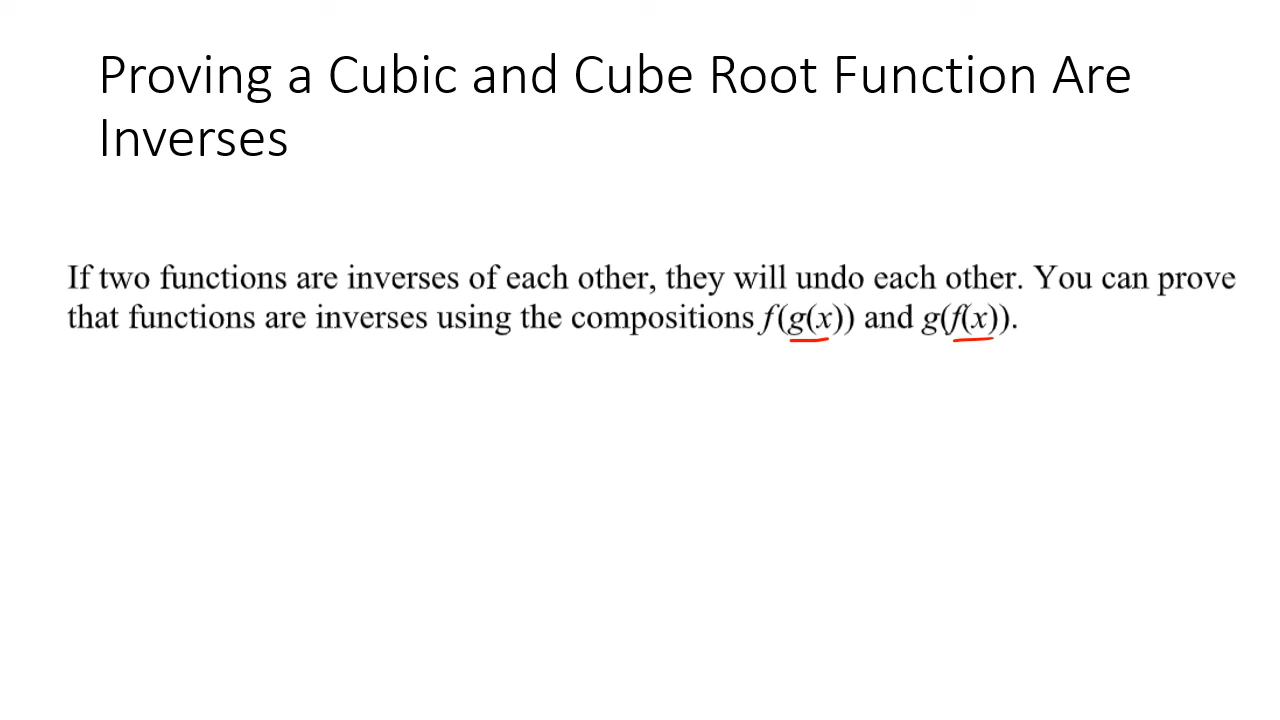 Proving a Cubic and Cube Root Function Are
Inverses
If two functions are inverses of each other, they will undo each other. You can prove
that functions are inverses using the compositions f(g(x)) and g(f(x)).